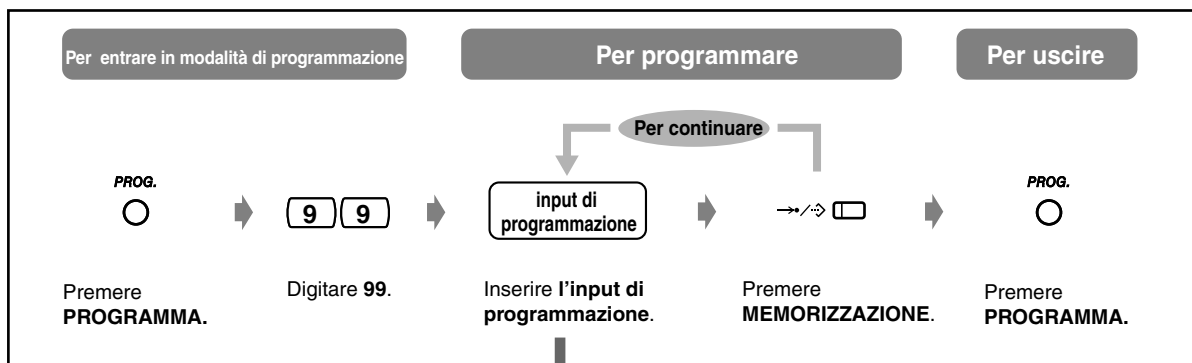 Per entrare in modalità di programmazione
Per programmare
Per uscire
Per continuare
PROG.
9 9
input di
programmazione
PROG.
Premere
PROGRAMMA.
Digitare 99.
Inserire l'input di
programmazione.
Premere
MEMORIZZAZIONE.
Premere
PROGRAMMA.